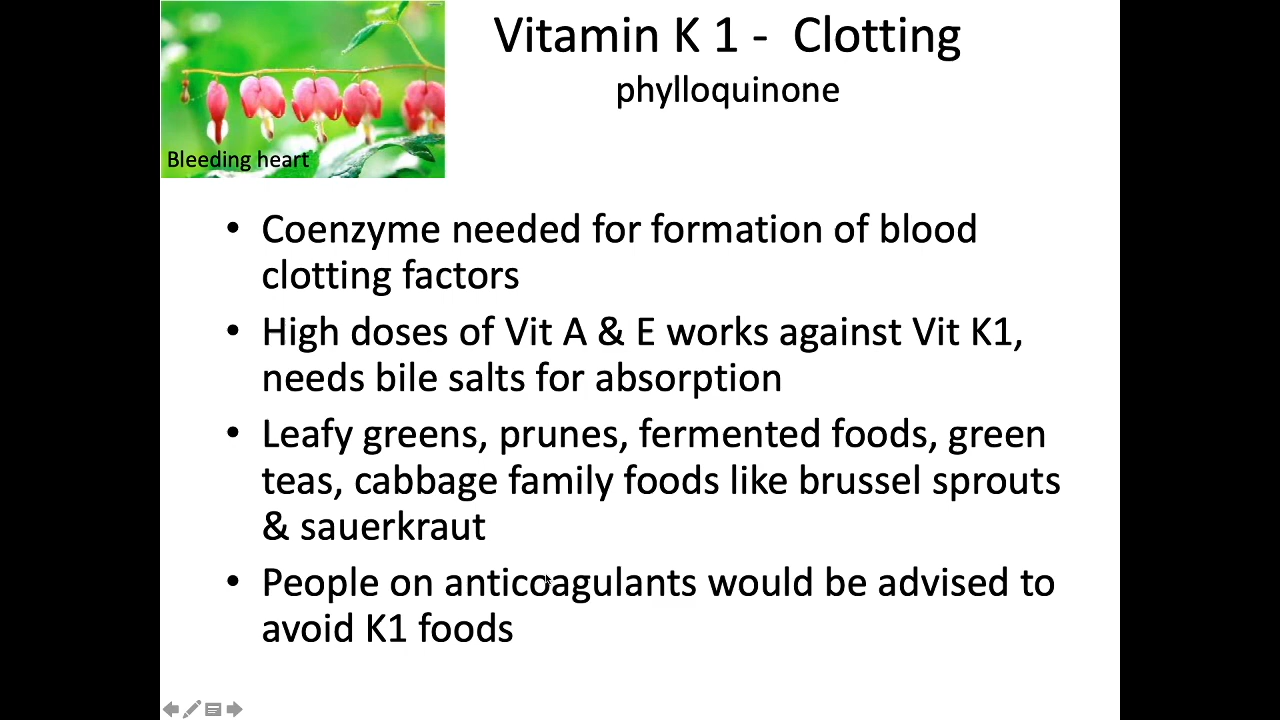 Vitamin K 1 -  Clotting
phylloquinone
Bleeding heart
• Coenzyme needed for formation of blood
clotting factors
• High doses of Vit A & E works against Vit K1,
needs bile salts for absorption
• Leafy greens, prunes, fermented foods, green
teas, cabbage family foods like brussel sprouts
& sauerkraut
• People on anticoagulants would be advised to
avoid K1 foods